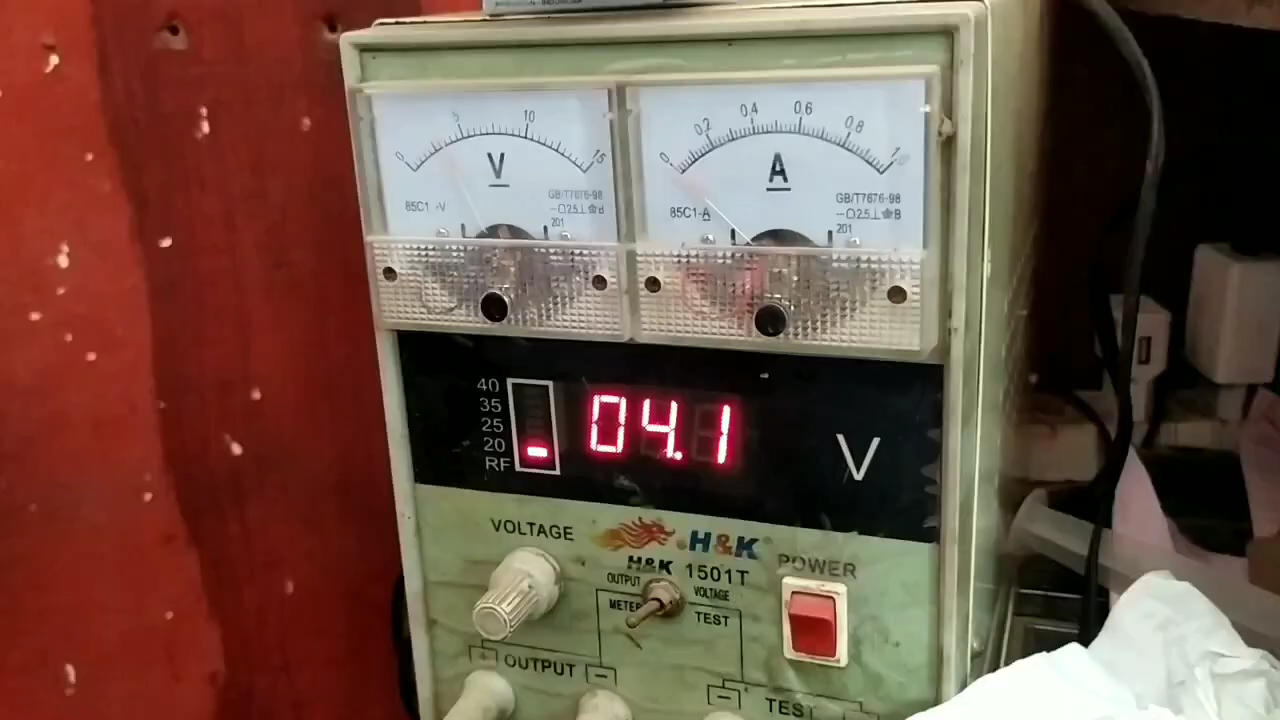 0 5 10 15
V
85C1 -V
GB/T7676-98
201
0 0.2 0.4 0.6 0.8
A
85C1-A
GB/T7676-98
201
40
35
25
20
RF
04.1
V
VOLTAGE
H&K
H&K 1501T
POWER
OUTPUT
VOLTAGE
METER
TEST
+ OUTPUT −
− TEST